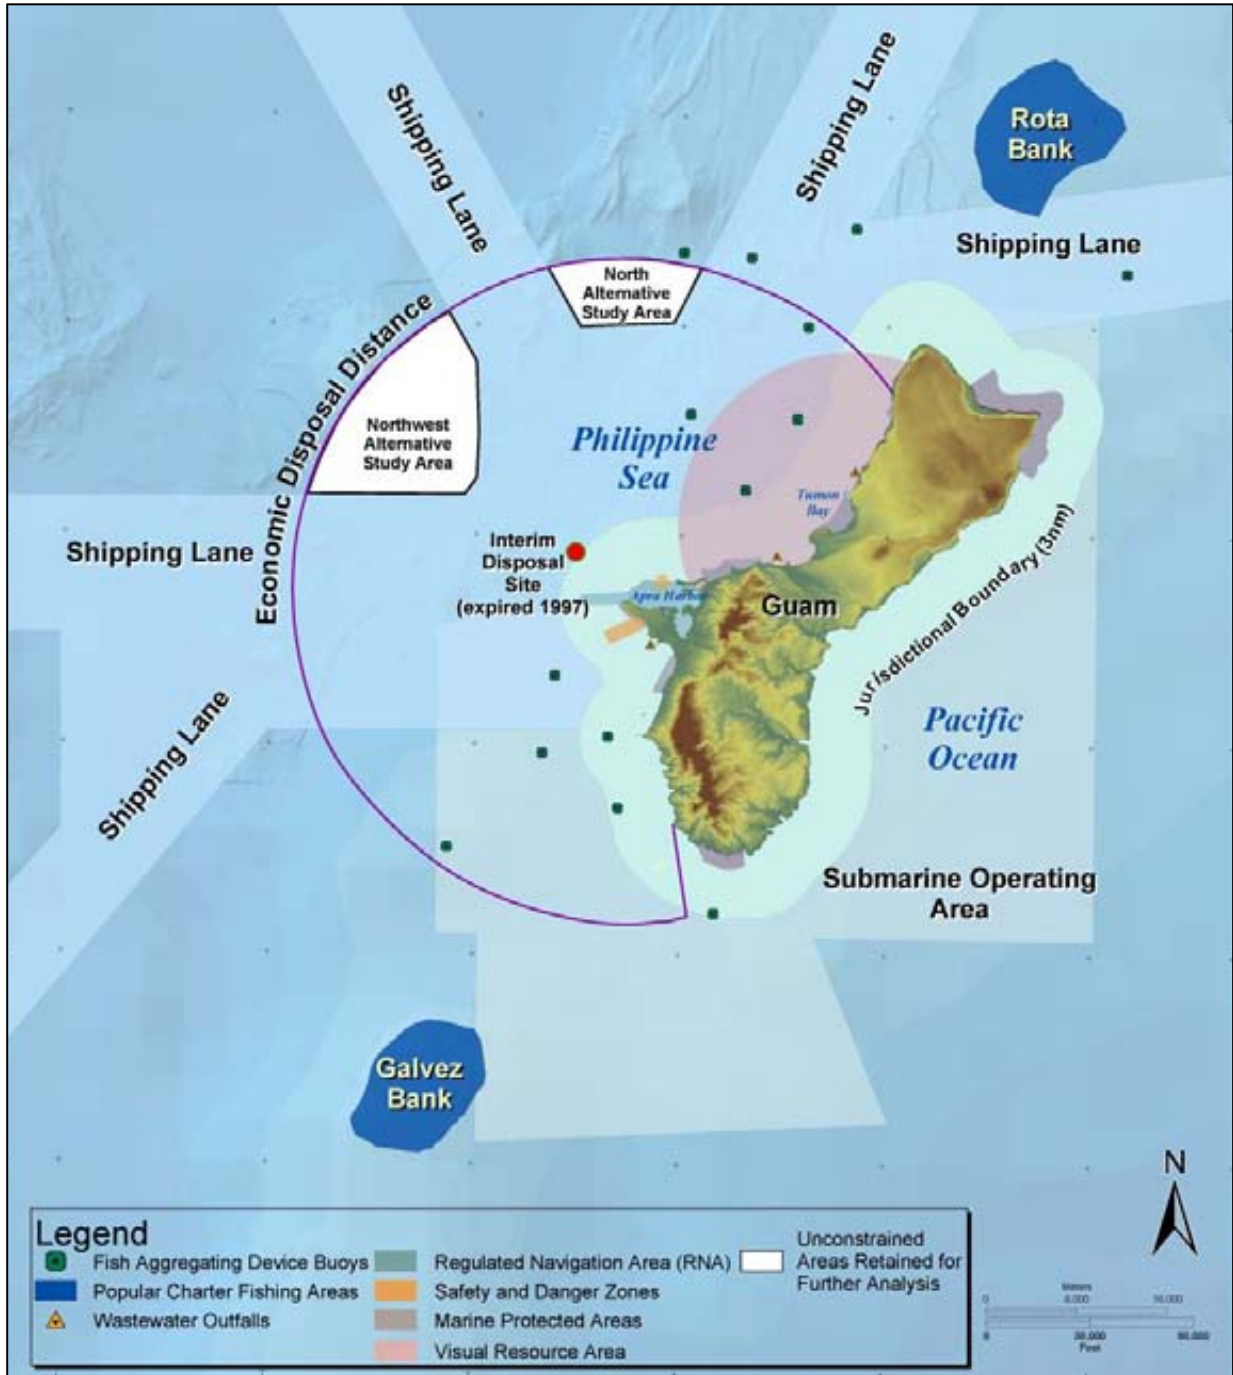 Shipping Lane
Shipping Lane
Rota
Bank
Shipping Lane
North
Alternative
Study Area
Economic Disposal Distance
Northwest
Alternative
Study Area
Philippine
Sea
Tumon
Bay
Shipping Lane
Interim
Disposal
Site
(expired 1997)
Apra Harbor
Guam
Jurisdictional Boundary (3nm)
Shipping Lane
Pacific
Ocean
Submarine Operating
Area
Galvez
Bank
N
Legend
Fish Aggregating Device Buoys
Popular Charter Fishing Areas
Wastewater Outfalls
Regulated Navigation Area (RNA)
Safety and Danger Zones
Marine Protected Areas
Visual Resource Area
Unconstrained
Areas Retained for
Further Analysis
Meters
0
0
Feet